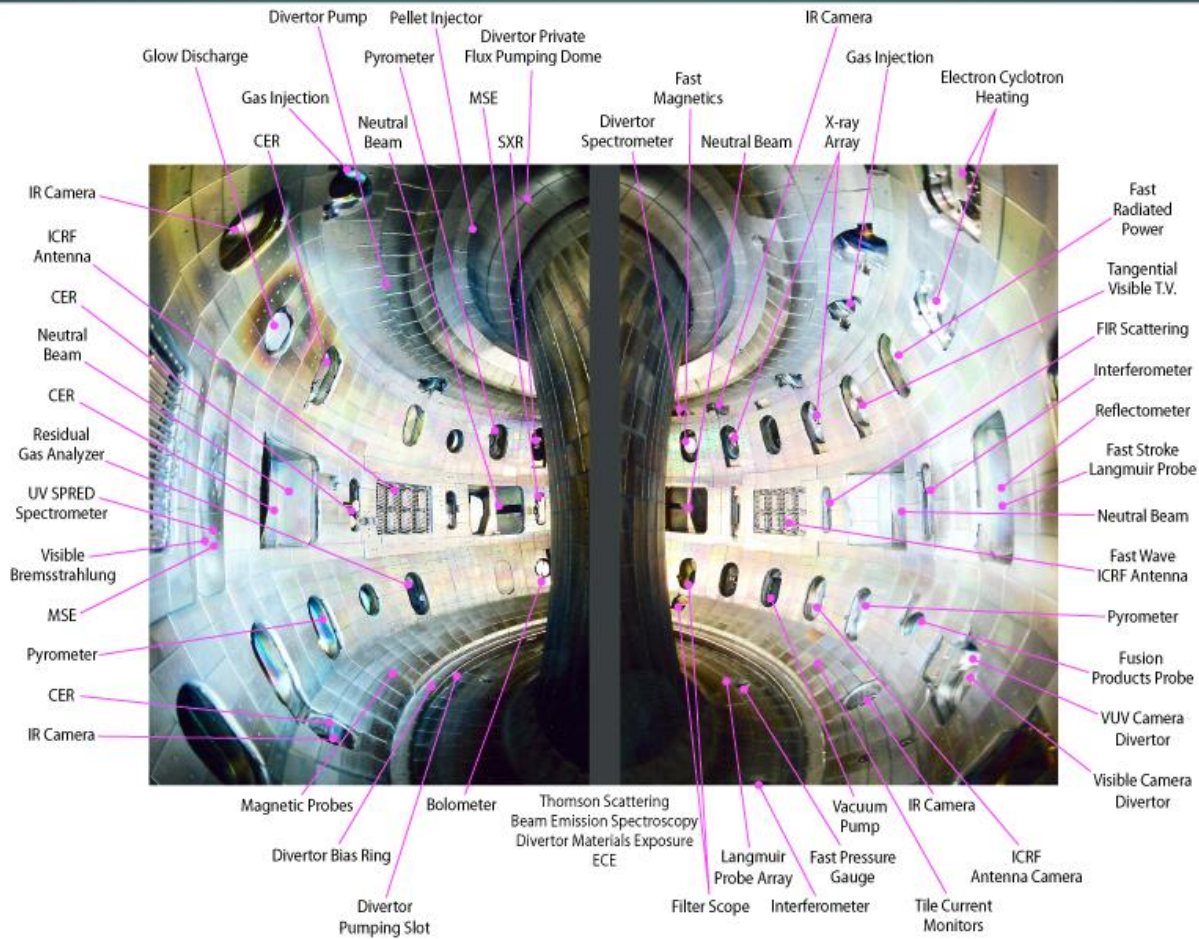 Divertor Pump
Pellet Injector
Divertor Private
Flux Pumping Dome
IR Camera
Glow Discharge
Pyrometer
Fast
Magnetics
Gas Injection
Electron Cyclotron
Heating
Gas Injection
Neutral
Beam
MSE
Divertor
Spectrometer
X-ray
Array
CER
SXR
Neutral Beam
IR Camera
Fast
Radiated
Power
ICRF
Antenna
Tangential
Visible T.V.
CER
FIR Scattering
Neutral
Beam
Interferometer
CER
Reflectometer
Residual
Gas Analyzer
Fast Stroke
Langmuir Probe
UV SPRED
Spectrometer
Neutral Beam
Visible
Bremsstrahlung
Fast Wave
ICRF Antenna
MSE
Pyrometer
Pyrometer
Fusion
Products Probe
CER
VUV Camera
Divertor
IR Camera
Visible Camera
Divertor
Magnetic Probes
Bolometer
Thomson Scattering
Beam Emission Spectroscopy
Divertor Materials Exposure
ECE
Vacuum
Pump
IR Camera
Divertor Bias Ring
Langmuir
Probe Array
Fast Pressure
Gauge
ICRF
Antenna Camera
Divertor
Pumping Slot
Filter Scope
Interferometer
Tile Current
Monitors